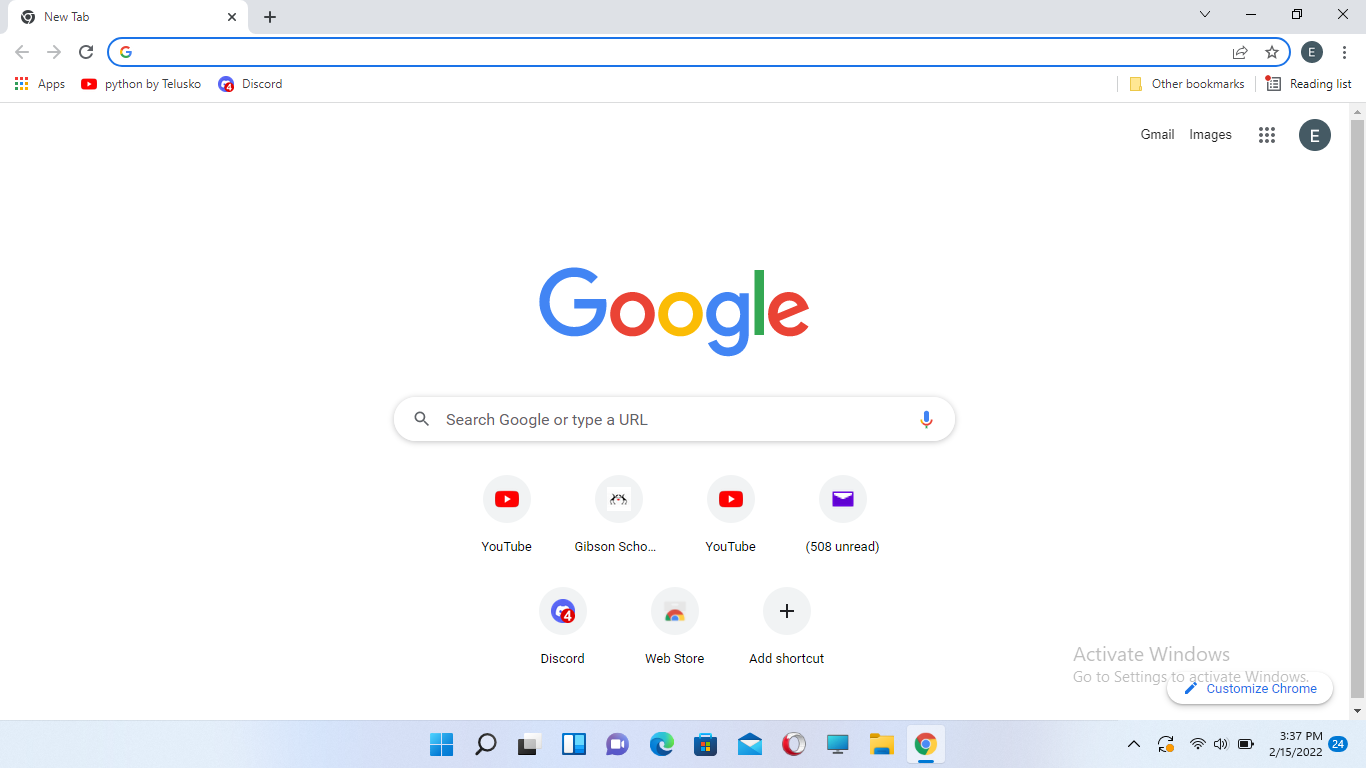 New Tab
E
Apps
python by Telusko
4
Discord
Other bookmarks
Reading list
Gmail
Images
E
Google
Search Google or type a URL
YouTube
Gibson Scho...
YouTube
(508 unread)
4
Discord
Web Store
Add shortcut
Activate Windows
Go to Settings to activate Windows.
Customize Chrome
3:37 PM
2/15/2022
24